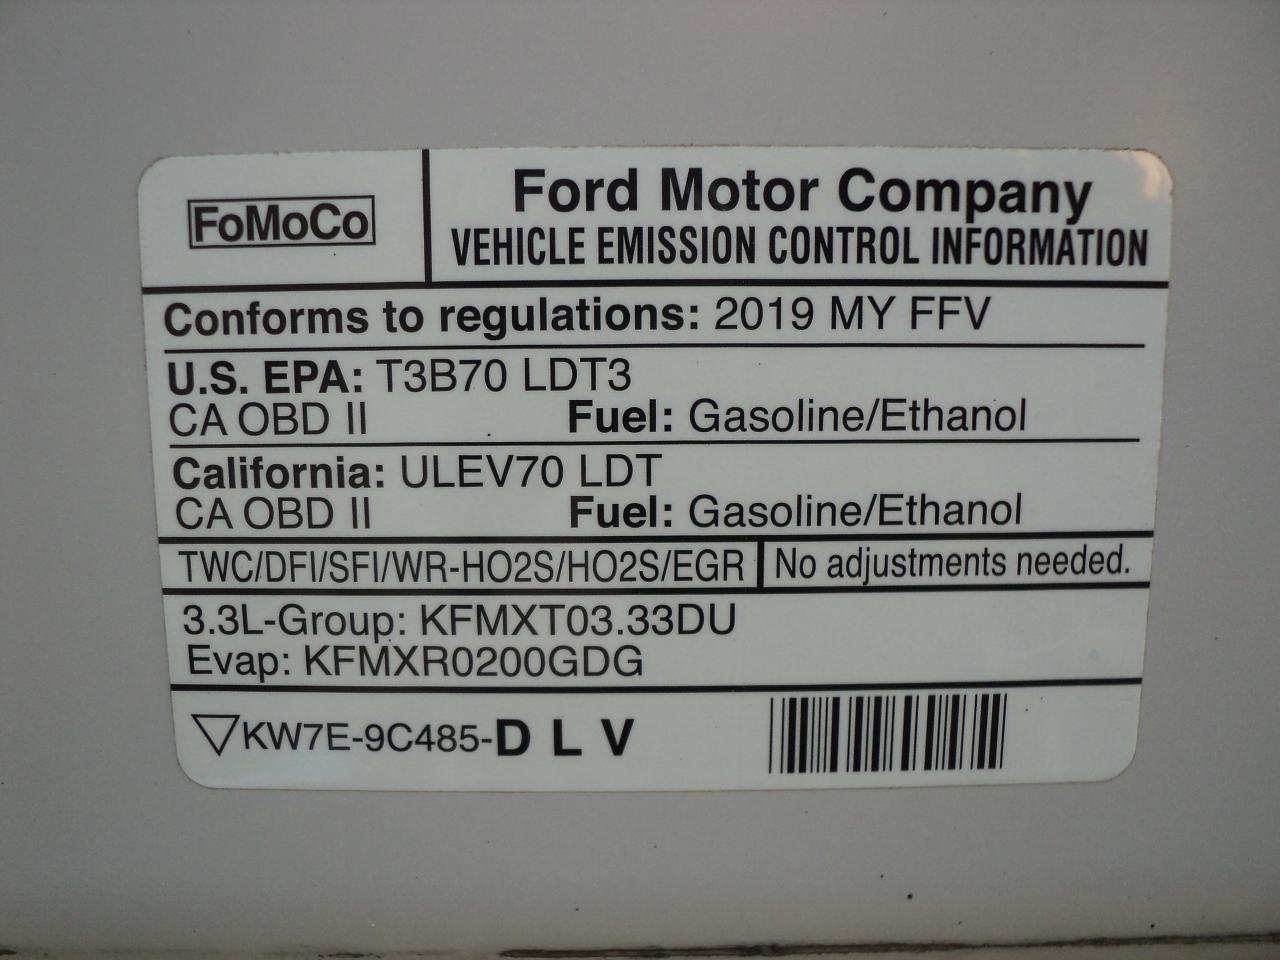 FoMoCo
Ford Motor Company
VEHICLE EMISSION CONTROL INFORMATION
Conforms to regulations: 2019 MY FFV
U.S. EPA: T3B70 LDT3
CA OBD II Fuel: Gasoline/Ethanol
California: ULEV70 LDT
CA OBD II Fuel: Gasoline/Ethanol
TWC/DFI/SFI/WR-HO2S/HO2S/EGR No adjustments needed.
3.3L-Group: KFMXT03.33DU
Evap: KFMXR0200GDG
KW7E-9C485-D L V